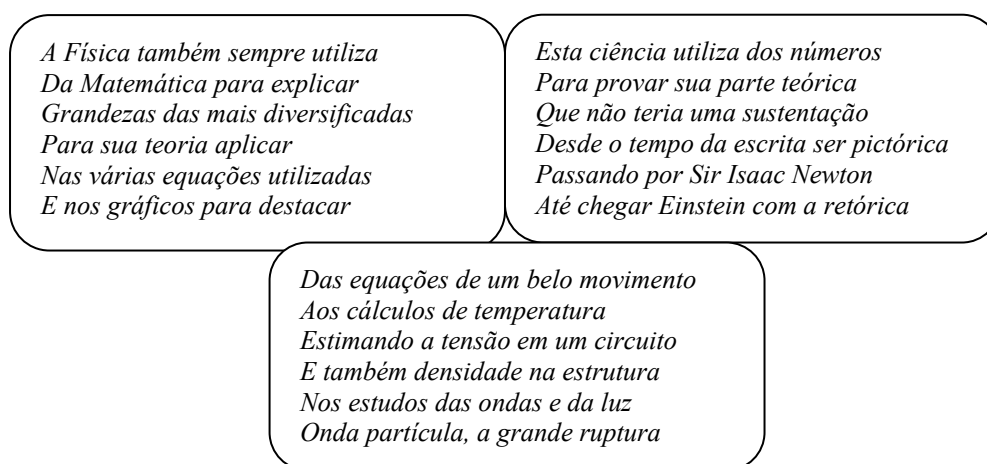 A Física também sempre utiliza
Da Matemática para explicar
Grandezas das mais diversificadas
Para sua teoria aplicar
Nas várias equações utilizadas
E nos gráficos para destacar
Esta ciência utiliza dos números
Para provar sua parte teórica
Que não teria uma sustentação
Desde o tempo da escrita ser pictórica
Passando por Sir Isaac Newton
Até chegar Einstein com a retórica
Das equações de um belo movimento
Aos cálculos de temperatura
Estimando a tensão em um circuito
E também densidade na estrutura
Nos estudos das ondas e da luz
Onda partícula, a grande ruptura